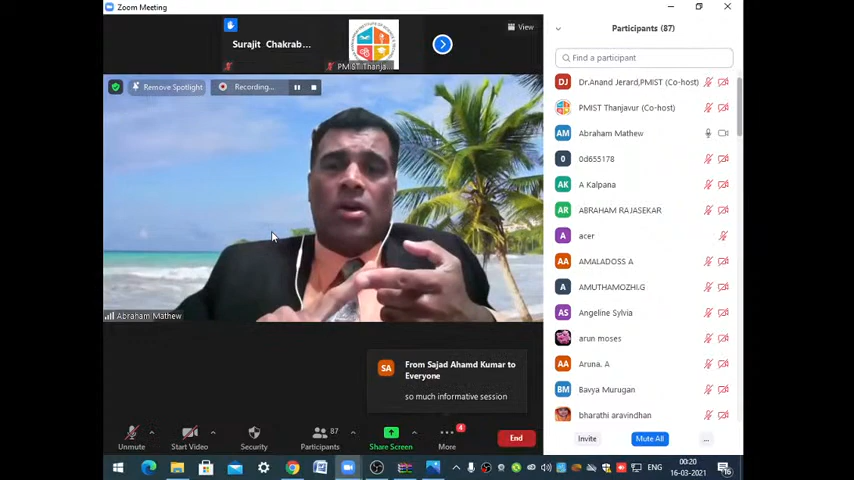 Zoom Meeting
Surajit Chakrab...
PMIST Thanja...
View
Remove Spotlight
Recording...
Abraham Mathew
SA
From Sajad Ahamd Kumar to
Everyone
so much informative session
Unmute
Start Video
Security
87
Participants
Share Screen
4
More
End
Participants (87)
Find a participant
DJ Dr.Anand Jerard,PMIST (Co-host)
PMIST Thanjavur (Co-host)
AM Abraham Mathew
0 0d655178
AK A Kalpana
AR ABRAHAM RAJASEKAR
A acer
AA AMALADOSS A
A AMUTHAMOZHI.G
AS Angeline Sylvia
arun moses
AA Aruna. A
BM Bavya Murugan
bharathi aravindhan
Invite
Mute All
...
ENG
00:20
16-03-2021
16